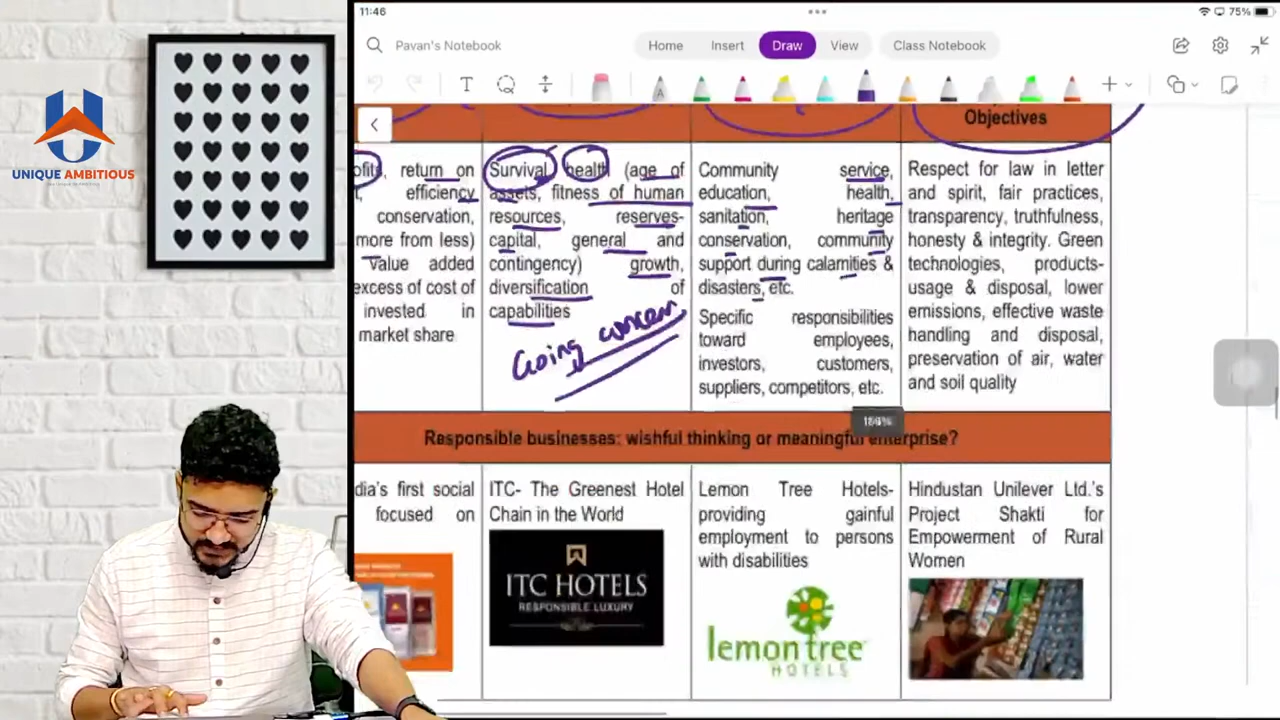 11:46
75%
Pavan's Notebook
Home
Insert
Draw
View
Class Notebook
UNIQUE AMBITIOUS
Objectives
return on
efficiency
conservation,
more from less)
value added
excess of cost of
invested in
market share
Survival health (age of
assets, fitness of human
resources, reserves-
capital, general and
contingency) growth,
diversification of
capabilities
Going concern
Community service,
education, health,
sanitation, heritage
conservation, community
support during calamities &
disasters, etc.
Specific responsibilities
toward employees,
investors, customers,
suppliers, competitors, etc.
Respect for law in letter
and spirit, fair practices,
transparency, truthfulness,
honesty & integrity. Green
technologies, products-
usage & disposal, lower
emissions, effective waste
handling and disposal,
preservation of air, water
and soil quality
Responsible businesses: wishful thinking or meaningful enterprise?
dia's first social
focused on
ITC- The Greenest Hotel
Chain in the World
ITC HOTELS
RESPONSIBLE LUXURY
Lemon Tree Hotels-
providing gainful
employment to persons
with disabilities
lemon tree
HOTELS
Hindustan Unilever Ltd.'s
Project Shakti for
Empowerment of Rural
Women